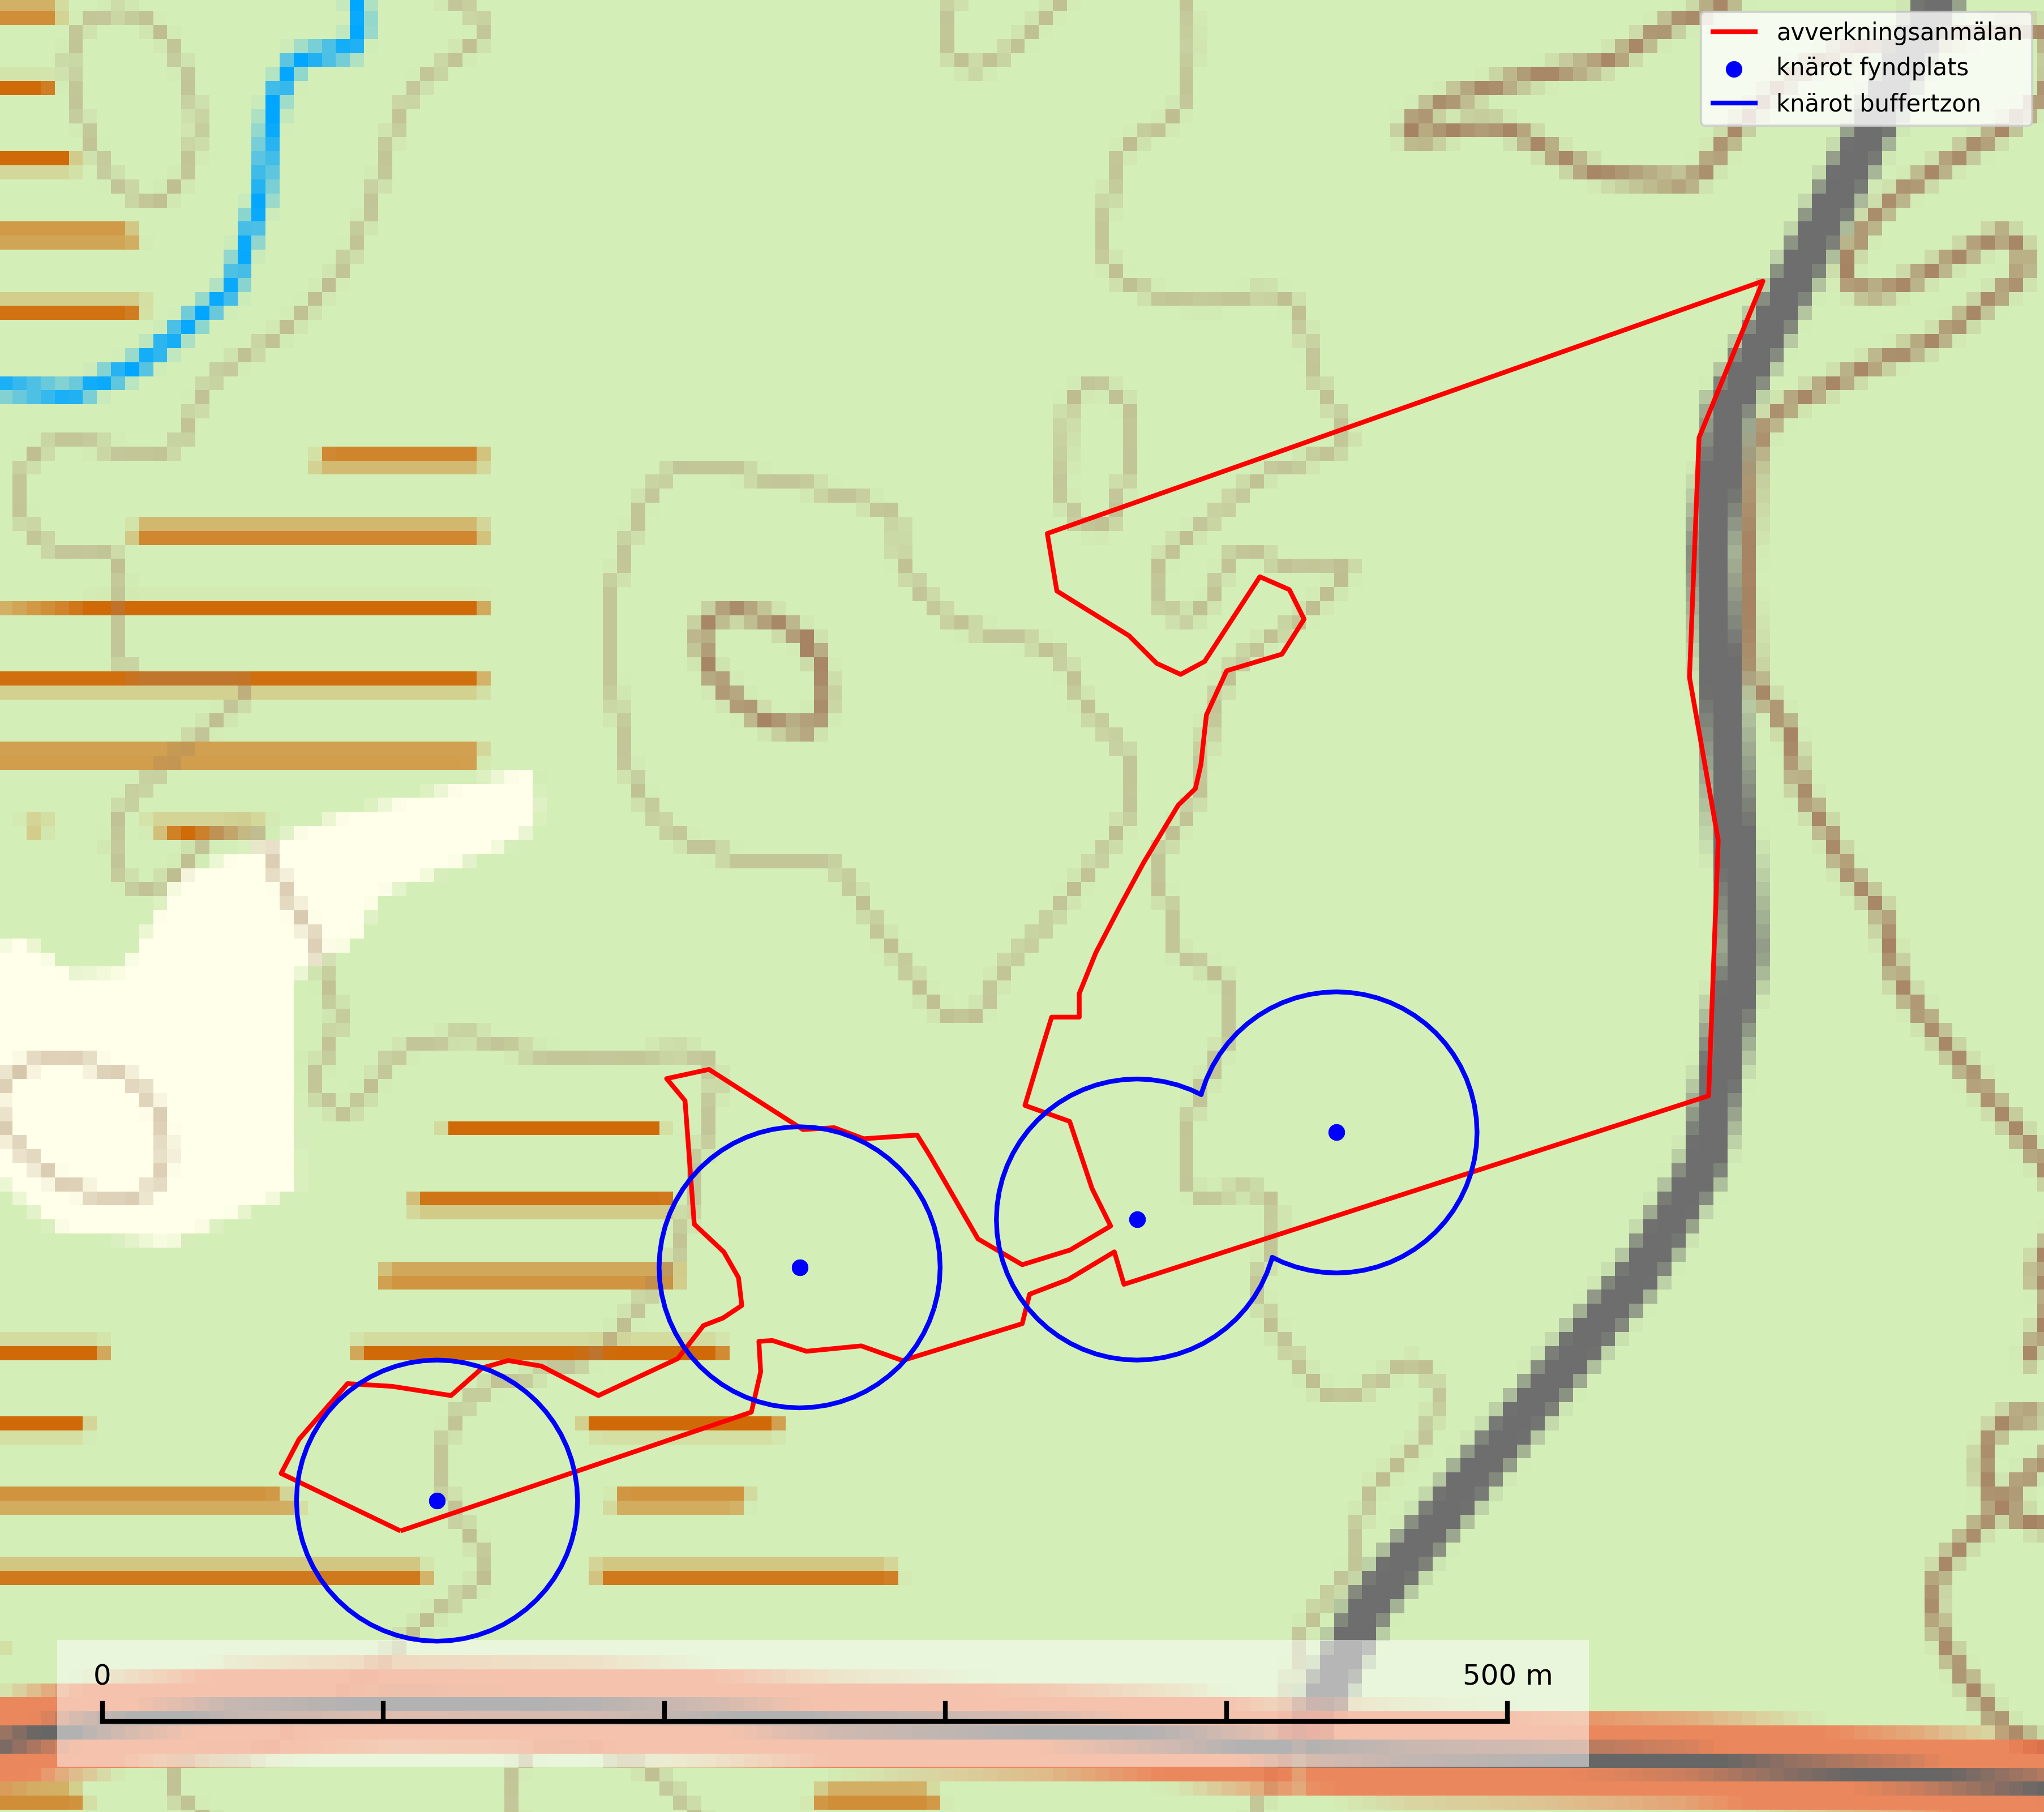 avverkningsanmälan
knärot fyndplats
knärot buffertzon
0
500 m